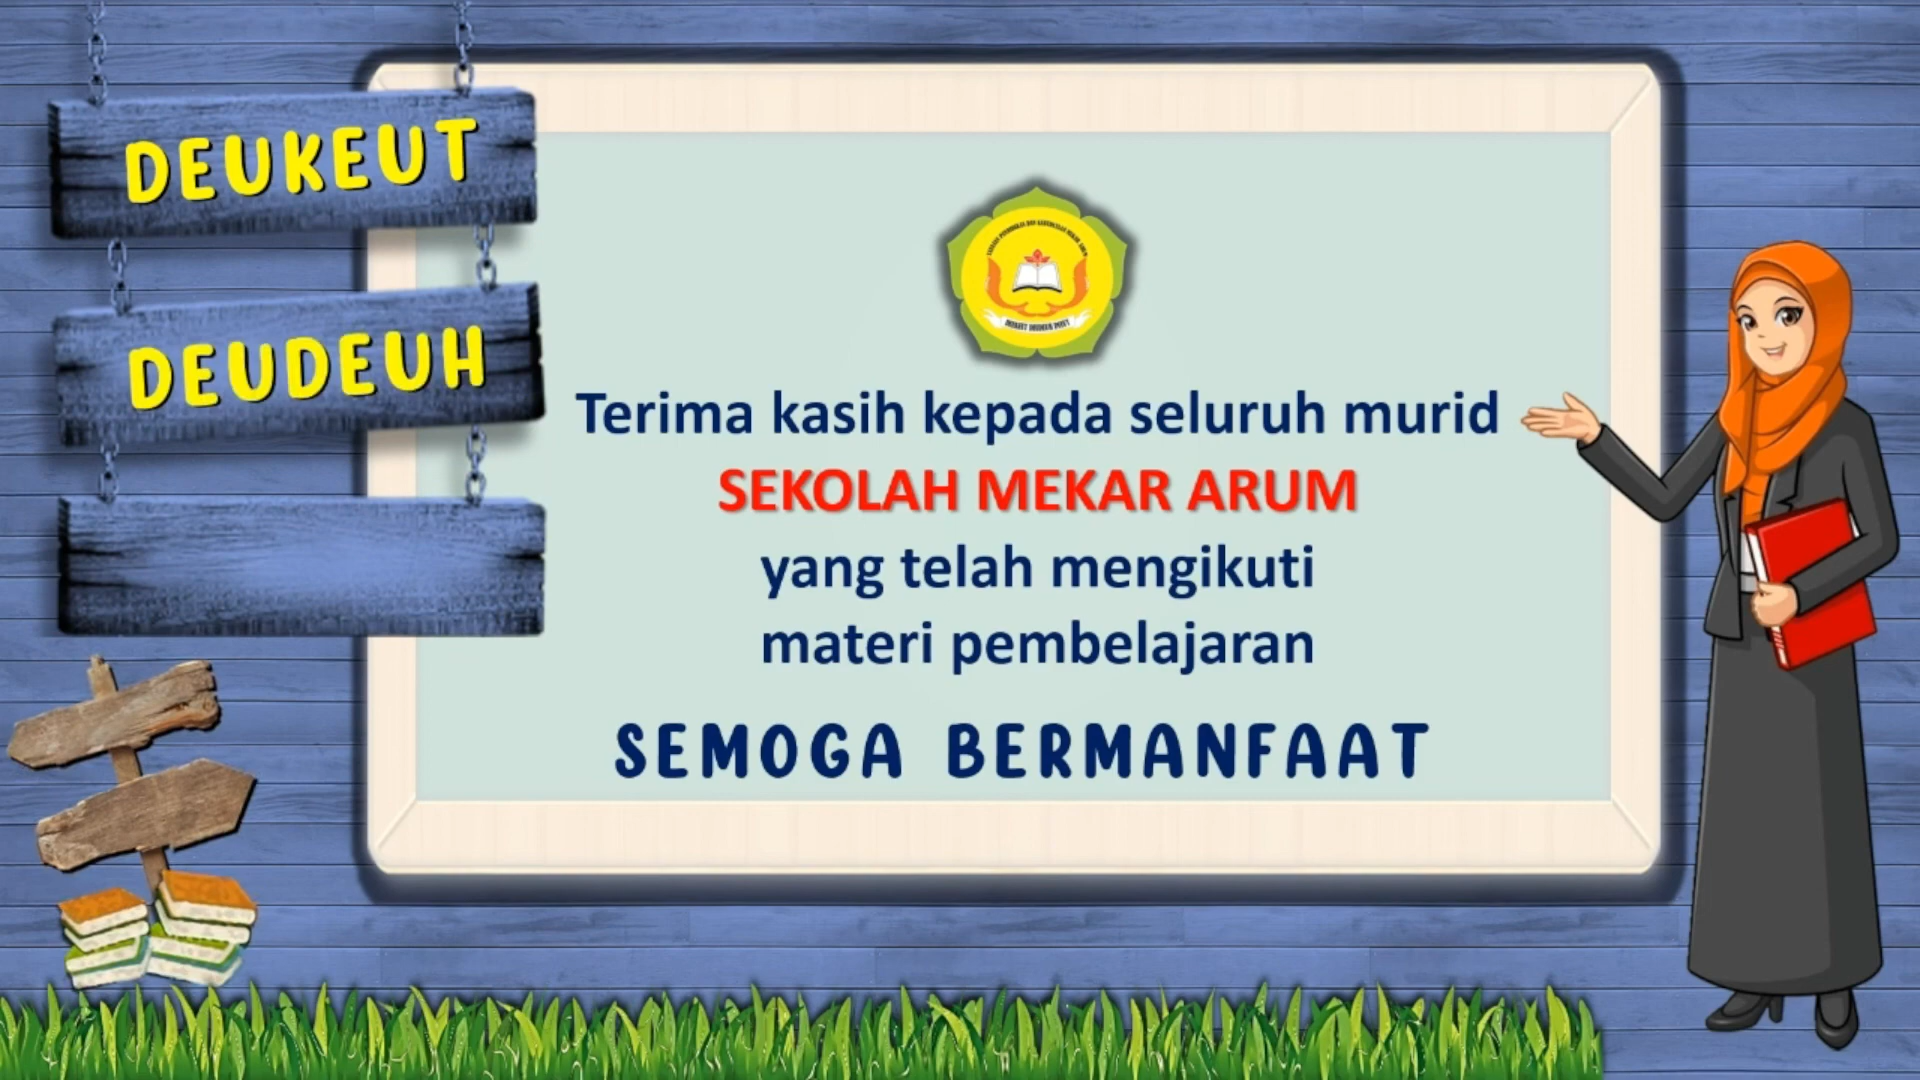 DEUKEUT
DEUDEUH
Terima kasih kepada seluruh murid
SEKOLAH MEKAR ARUM
yang telah mengikuti
materi pembelajaran
SEMOGA BERMANFAAT